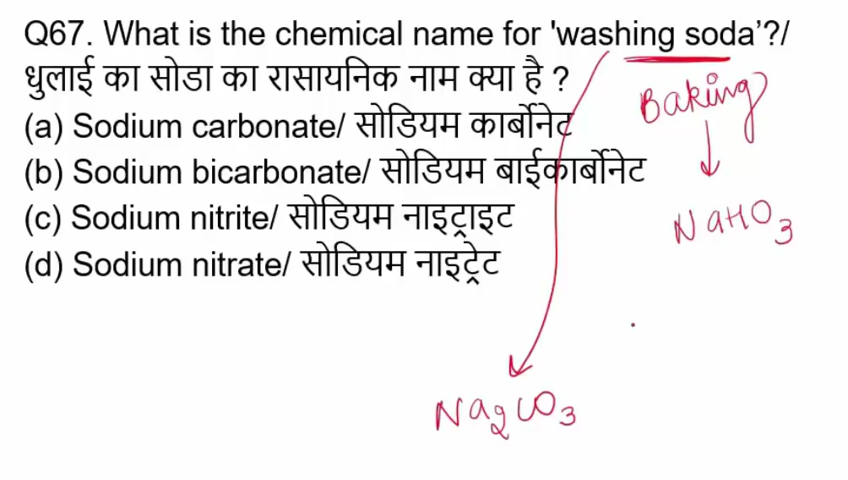 Q67. What is the chemical name for 'washing soda'?/
धुलाई का सोडा का रासायनिक नाम क्या है ?
(a) Sodium carbonate/ सोडियम कार्बोनेट
(b) Sodium bicarbonate/ सोडियम बाईकार्बोनेट
(c) Sodium nitrite/ सोडियम नाइट्राइट
(d) Sodium nitrate/ सोडियम नाइट्रेट
Baking
NaHO3
Na2CO3